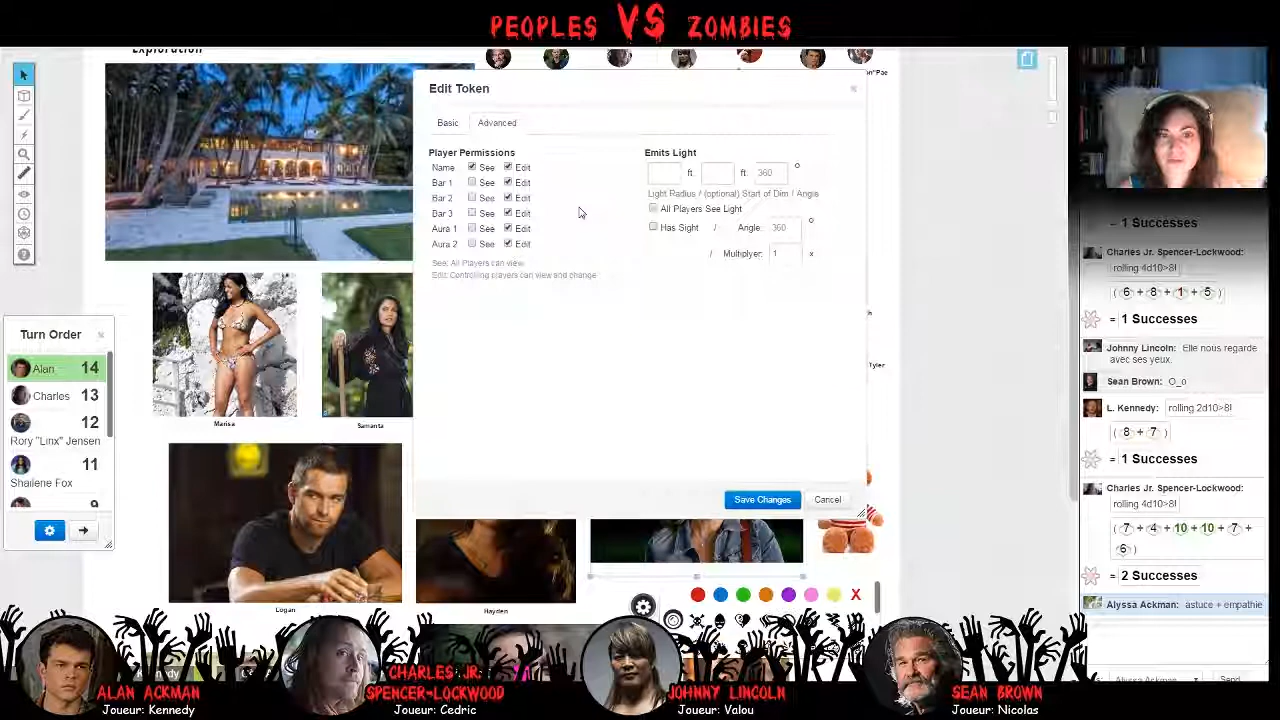 PEOPLES VS ZOMBIES
Exploration
Edit Token
Basic
Advanced
Player Permissions
Name See Edit
Bar 1 See Edit
Bar 2 See Edit
Bar 3 See Edit
Aura 1 See Edit
Aura 2 See Edit
See: All Players can view
Edit: Controlling players can view and change
Emits Light
ft. ft. 360 °
Light Radius / (optional) Start of Dim / Angle
All Players See Light
Has Sight / Angle: 360 °
/ Multiplyer: 1 x
Save Changes
Cancel
Tyler
Turn Order
Alan 14
Charles 13
12
Rory "Linx" Jensen
11
Shailene Fox
9
Marisa
Samanta
Logan
Hayden
X
= 1 Successes
Charles Jr. Spencer-Lockwood:
rolling 4d10>8!
( 6 + 8 + 1 + 5 )
= 1 Successes
Johnny Lincoln: Elle nous regarde
avec ses yeux.
Sean Brown: O_o
L. Kennedy: rolling 2d10>8!
( 8 + 7 )
= 1 Successes
Charles Jr. Spencer-Lockwood:
rolling 4d10>8!
( 7 + 4 + 10 + 10 + 7 +
6 )
= 2 Successes
Alyssa Ackman: astuce + empathie
Alyssa Ackman
Send
ALAN ACKMAN
Joueur: Kennedy
CHARLES JR.
SPENCER-LOCKWOOD
Joueur: Cedric
JOHNNY LINCOLN
Joueur: Valou
SEAN BROWN
Joueur: Nicolas